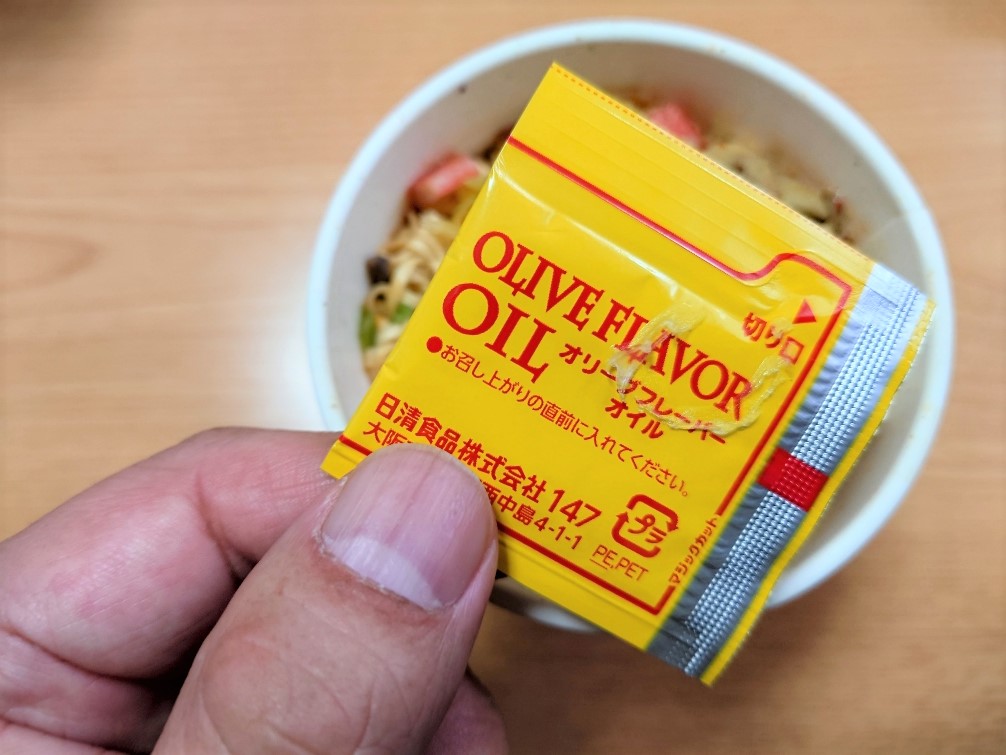 OLIVE FLAVOR
OIL
オリーブフレーバー
オイル
切り口
●お召し上がりの直前に入れてください。
日清食品株式会社 147
大阪
西中島4-1-1
プラ
PE,PET
マジックカット